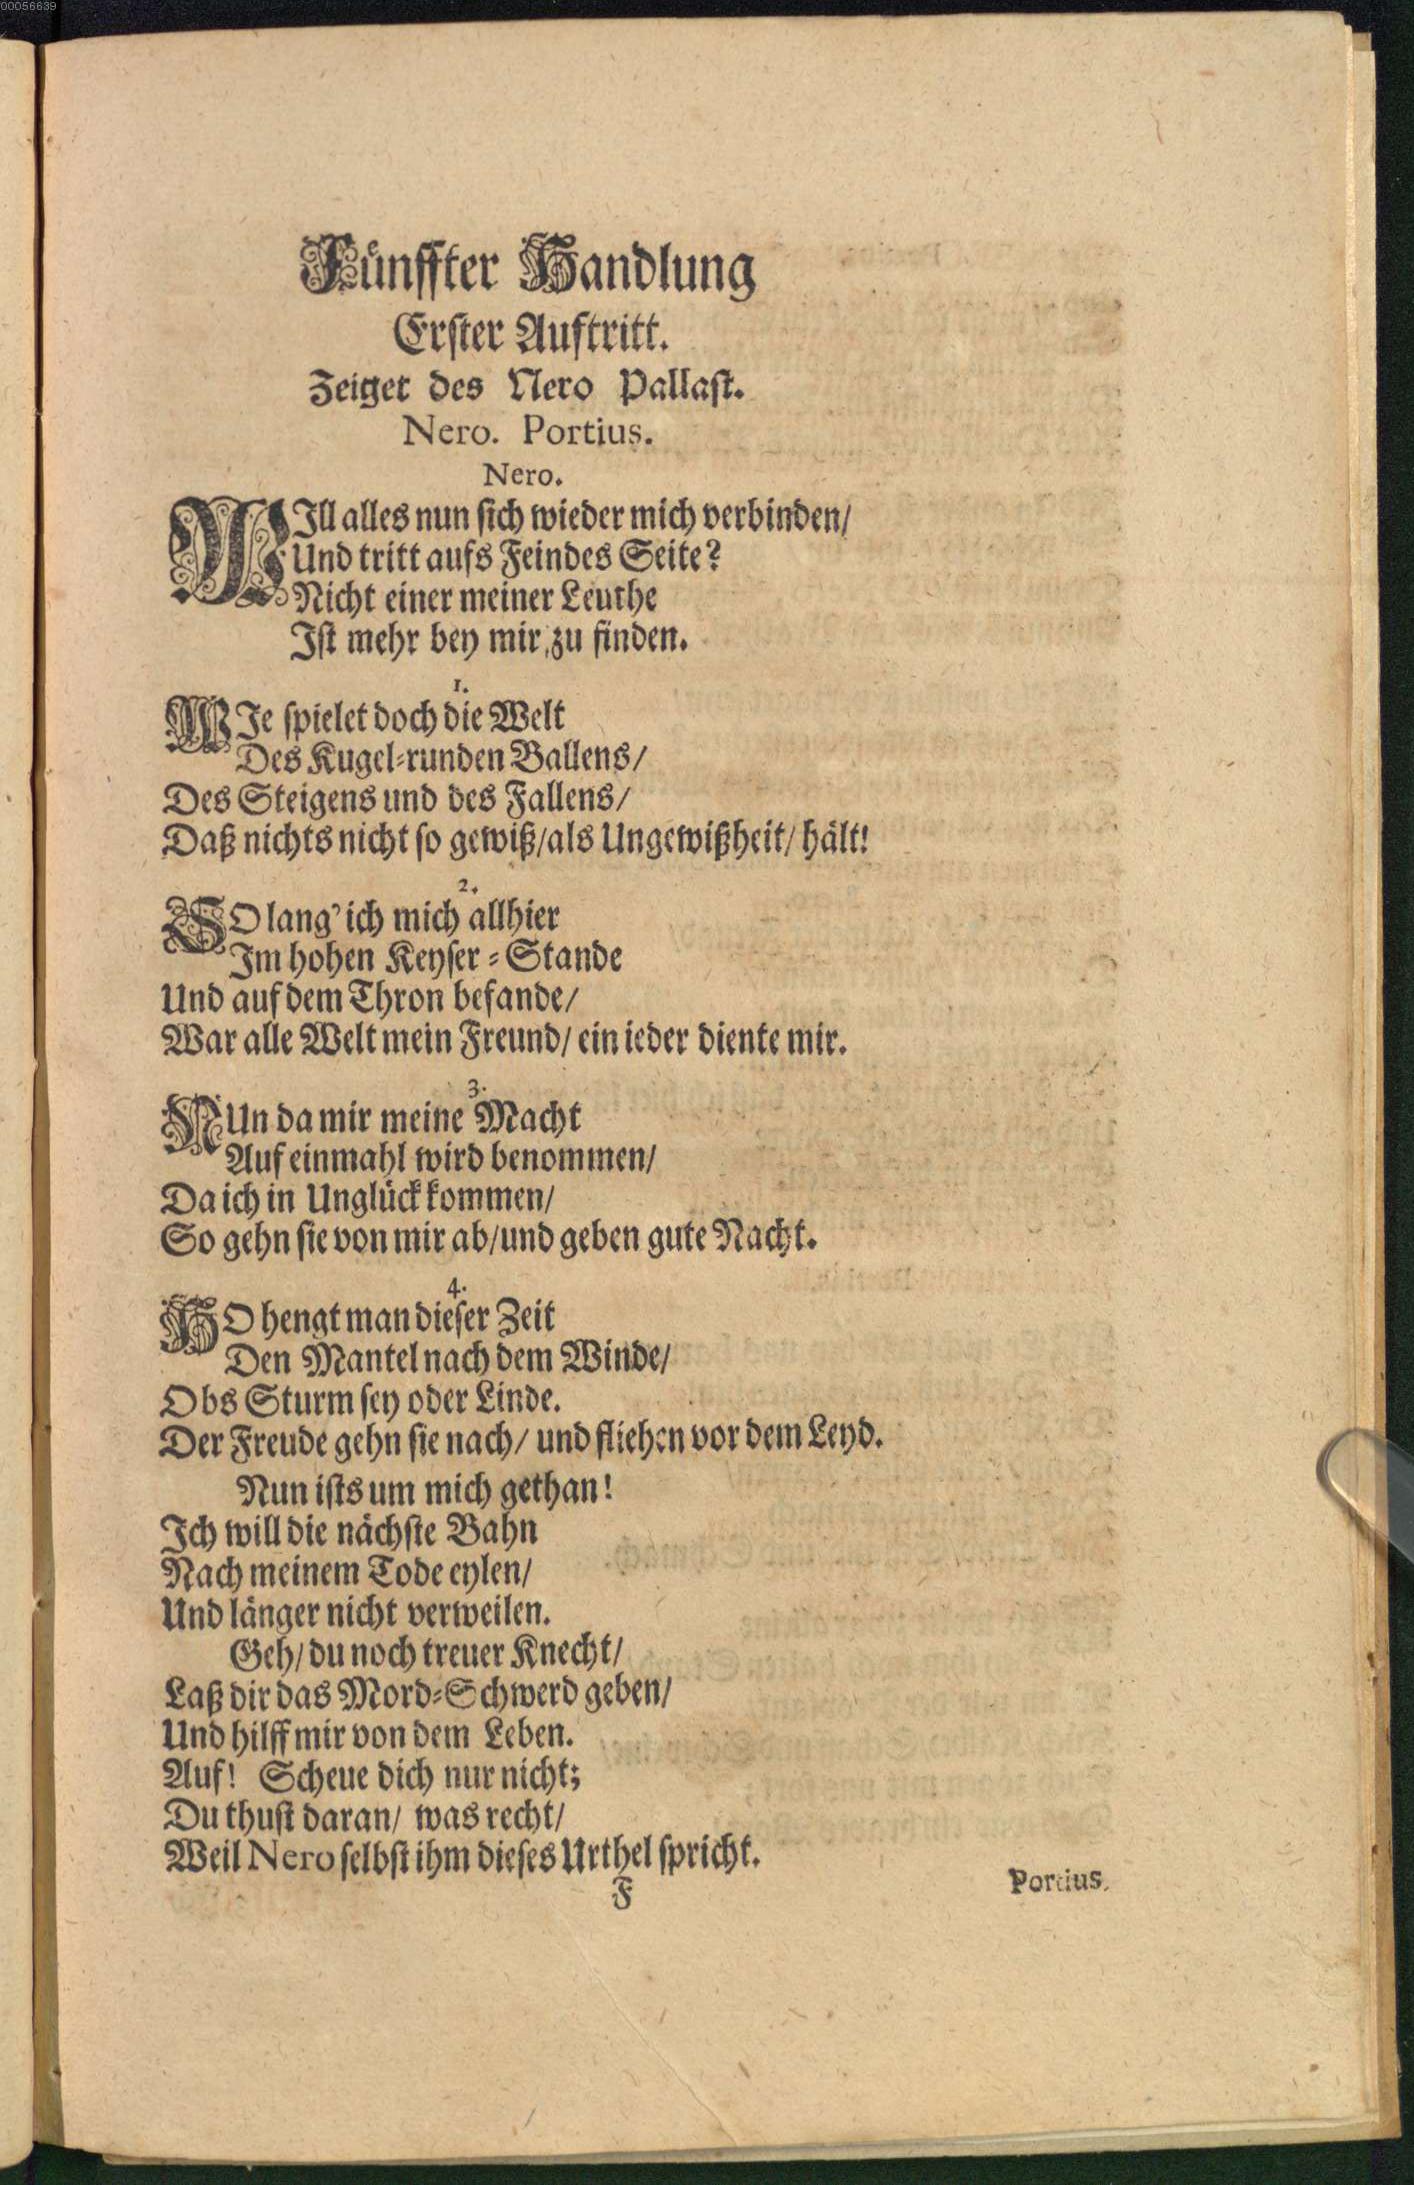 00056639
Fünffter Handlung
Erster Auftritt.
Zeiget des Nero Pallast.
Nero. Portius.
Nero.
WIll alles nun sich wieder mich verbinden/
Und tritt aufs Feindes Seite?
Nicht einer meiner Leuthe
Ist mehr bey mir zu finden.
1.
WIe spielet doch die Welt
Des Kugel-runden Ballens/
Des Steigens und des Fallens/
Daß nichts nicht so gewiß/als Ungewißheit/ hält!
2.
SO lang' ich mich allhier
Im hohen Keyser-Stande
Und auf dem Thron befande/
War alle Welt mein Freund/ ein ieder diente mir.
3.
NUn da mir meine Macht
Auf einmahl wird benommen/
Da ich in Unglück kommen/
So gehn sie von mir ab/und geben gute Nacht.
4.
SO hengt man dieser Zeit
Den Mantel nach dem Winde/
Obs Sturm sey oder Linde.
Der Freude gehn sie nach/ und fliehen vor dem Leyd.
Nun ists um mich gethan!
Ich will die nächste Bahn
Nach meinem Tode eylen/
Und länger nicht verweilen.
Geh/ du noch treuer Knecht/
Laß dir das Mord-Schwerd geben/
Und hilff mir von dem Leben.
Auf! Scheue dich nur nicht;
Du thust daran/ was recht/
Weil Nero selbst ihm dieses Urthel spricht.
F
Portius.